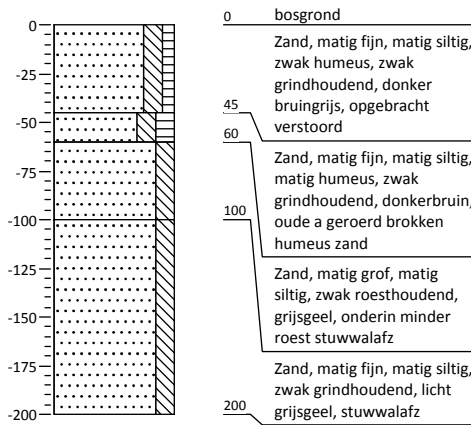 0
-25
-50
-75
-100
-125
-150
-175
-200
0 bosgrond
Zand, matig fijn, matig siltig,
zwak humeus, zwak
grindhoudend, donker
bruingrijs, opgebracht
verstoord
45
Zand, matig fijn, matig siltig,
matig humeus, zwak
grindhoudend, donkerbruin,
oude a geroerd brokken
humeus zand
60
Zand, matig grof, matig
siltig, zwak roesthoudend,
grijsgeel, onderin minder
roest stuwwalafz
100
Zand, matig fijn, matig siltig,
zwak grindhoudend, licht
grijsgeel, stuwwalafz
200